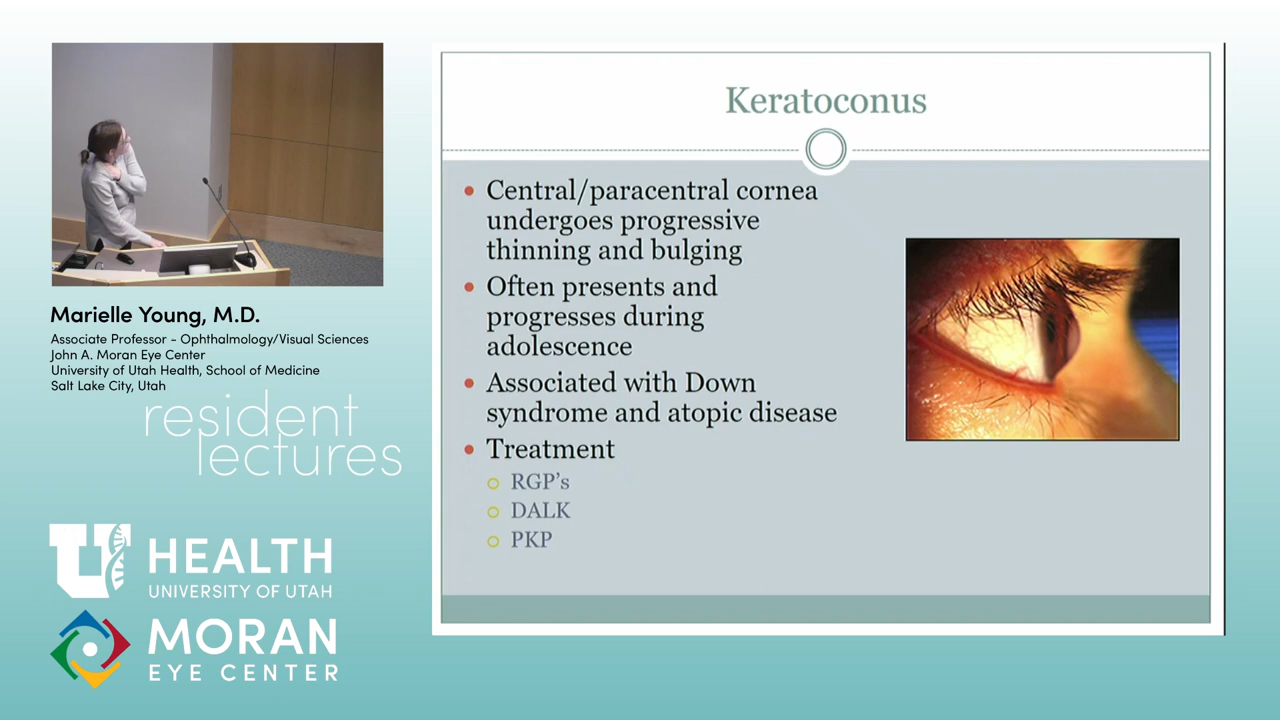 Keratoconus
Central/paracentral cornea
undergoes progressive
thinning and bulging
Often presents and
progresses during
adolescence
Associated with Down
syndrome and atopic disease
Treatment
RGP's
DALK
PKP
Marielle Young, M.D.
Associate Professor - Ophthalmology/Visual Sciences
John A. Moran Eye Center
University of Utah Health, School of Medicine
Salt Lake City, Utah
resident
lectures
U HEALTH
UNIVERSITY OF UTAH
MORAN
EYE CENTER